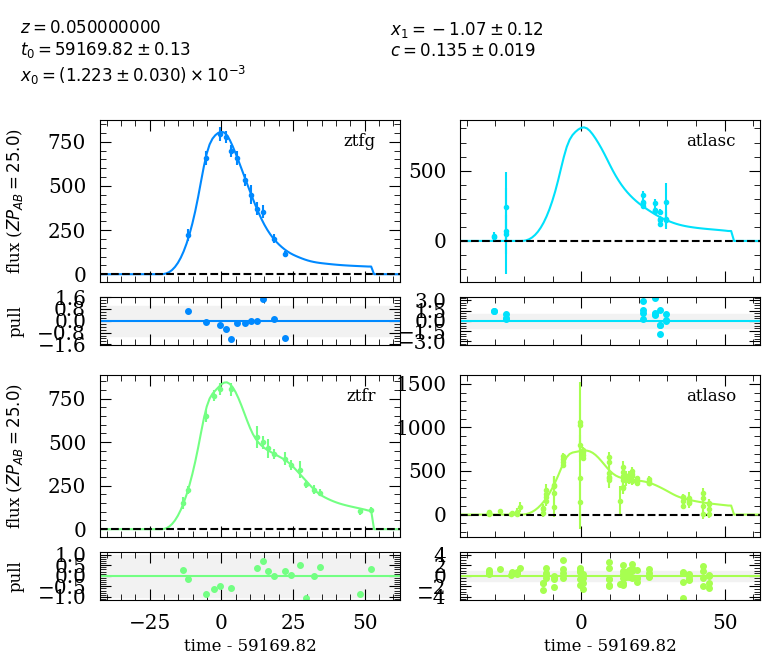 z = 0.050000000
t₀ = 59169.82 ± 0.13
x₀ = (1.223 ± 0.030) × 10⁻³
x₁ = −1.07 ± 0.12
c = 0.135 ± 0.019
flux (ZP_AB = 25.0)
750
500
250
0
ztfg
500
0
atlasc
pull
1.6
0.8
0.0
−0.8
−1.6
3.0
1.5
0.0
−1.5
−3.0
flux (ZP_AB = 25.0)
750
500
250
0
ztfr
1500
1000
500
0
atlaso
pull
1.0
0.5
0.0
−0.5
−1.0
4
2
0
−2
−4
−25 0 25 50
0 50
time - 59169.82
time - 59169.82